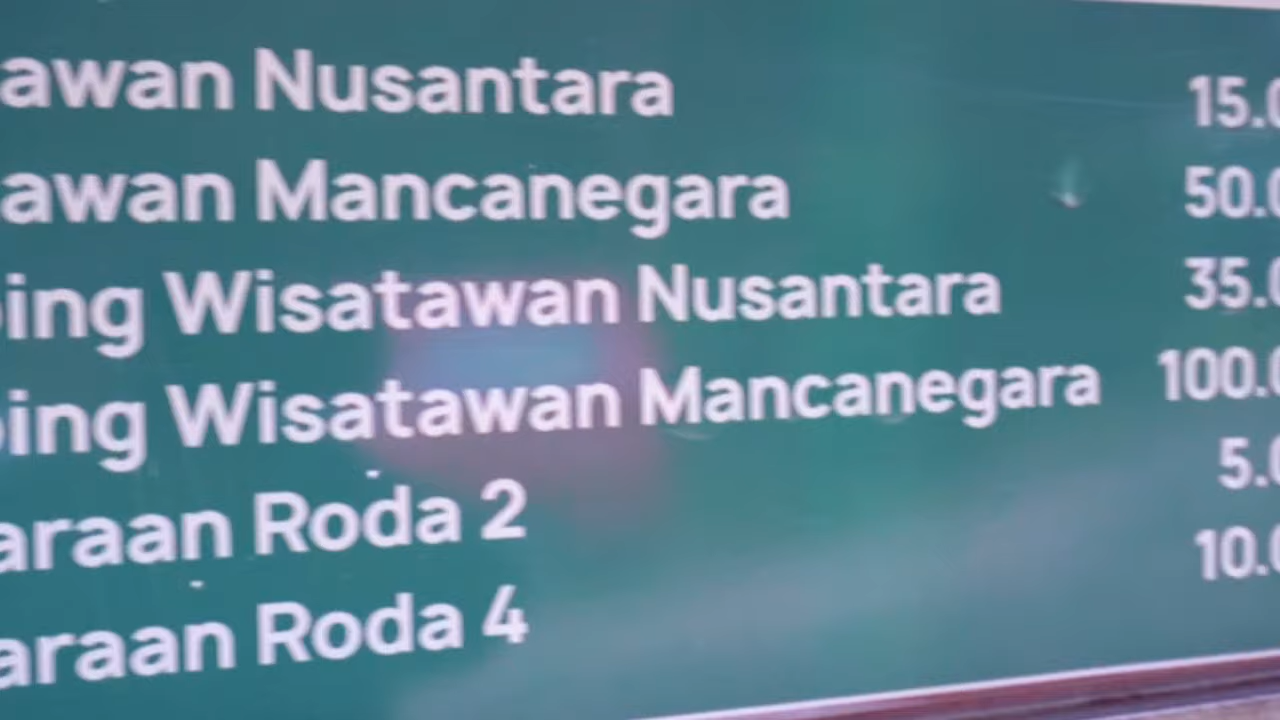 awan Nusantara 15.0
awan Mancanegara 50.0
ping Wisatawan Nusantara 35.0
ping Wisatawan Mancanegara 100.0
araan Roda 2 5.0
araan Roda 4 10.0